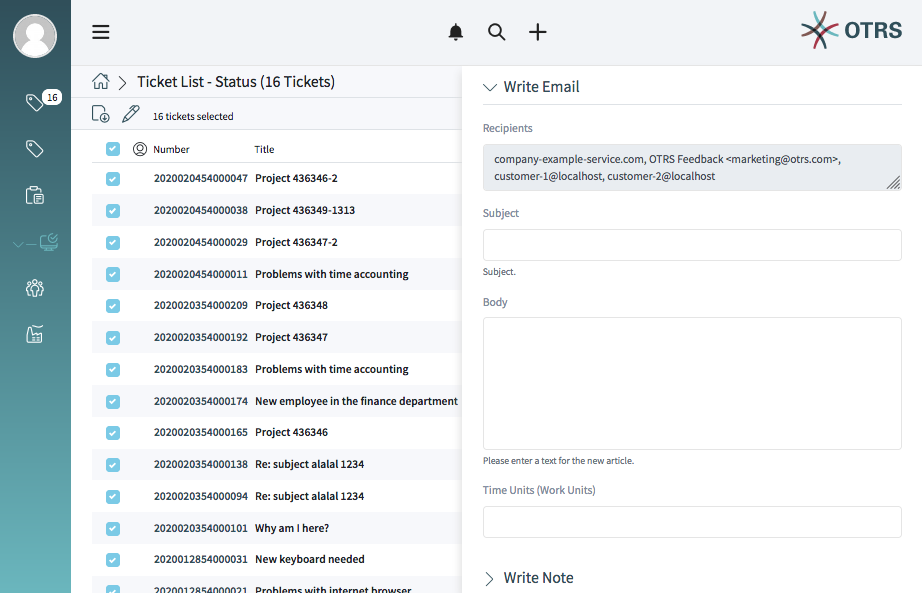 OTRS
16
Ticket List - Status (16 Tickets)
16 tickets selected
Number Title
2020020454000047 Project 436346-2
2020020454000038 Project 436349-1313
2020020454000029 Project 436347-2
2020020454000011 Problems with time accounting
2020020354000209 Project 436348
2020020354000192 Project 436347
2020020354000183 Problems with time accounting
2020020354000174 New employee in the finance department
2020020354000165 Project 436346
2020020354000138 Re: subject alalal 1234
2020020354000094 Re: subject alalal 1234
2020020354000101 Why am I here?
2020012854000031 New keyboard needed
2020012854000021 Problems with internet browser
Write Email
Recipients
company-example-service.com, OTRS Feedback <marketing@otrs.com>,
customer-1@localhost, customer-2@localhost
Subject
Subject.
Body
Please enter a text for the new article.
Time Units (Work Units)
Write Note